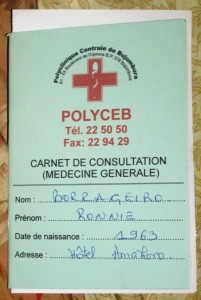 Polyclinique Centrale de Bujumbura
POLYCEB
Tél. 22 50 50
Fax: 22 94 29
CARNET DE CONSULTATION
(MEDECINE GENERALE)
Nom : BORRAGEIRO
Prénom : RONNIE
Date de naissance : 1963
Adresse : Hôtel Amahoro